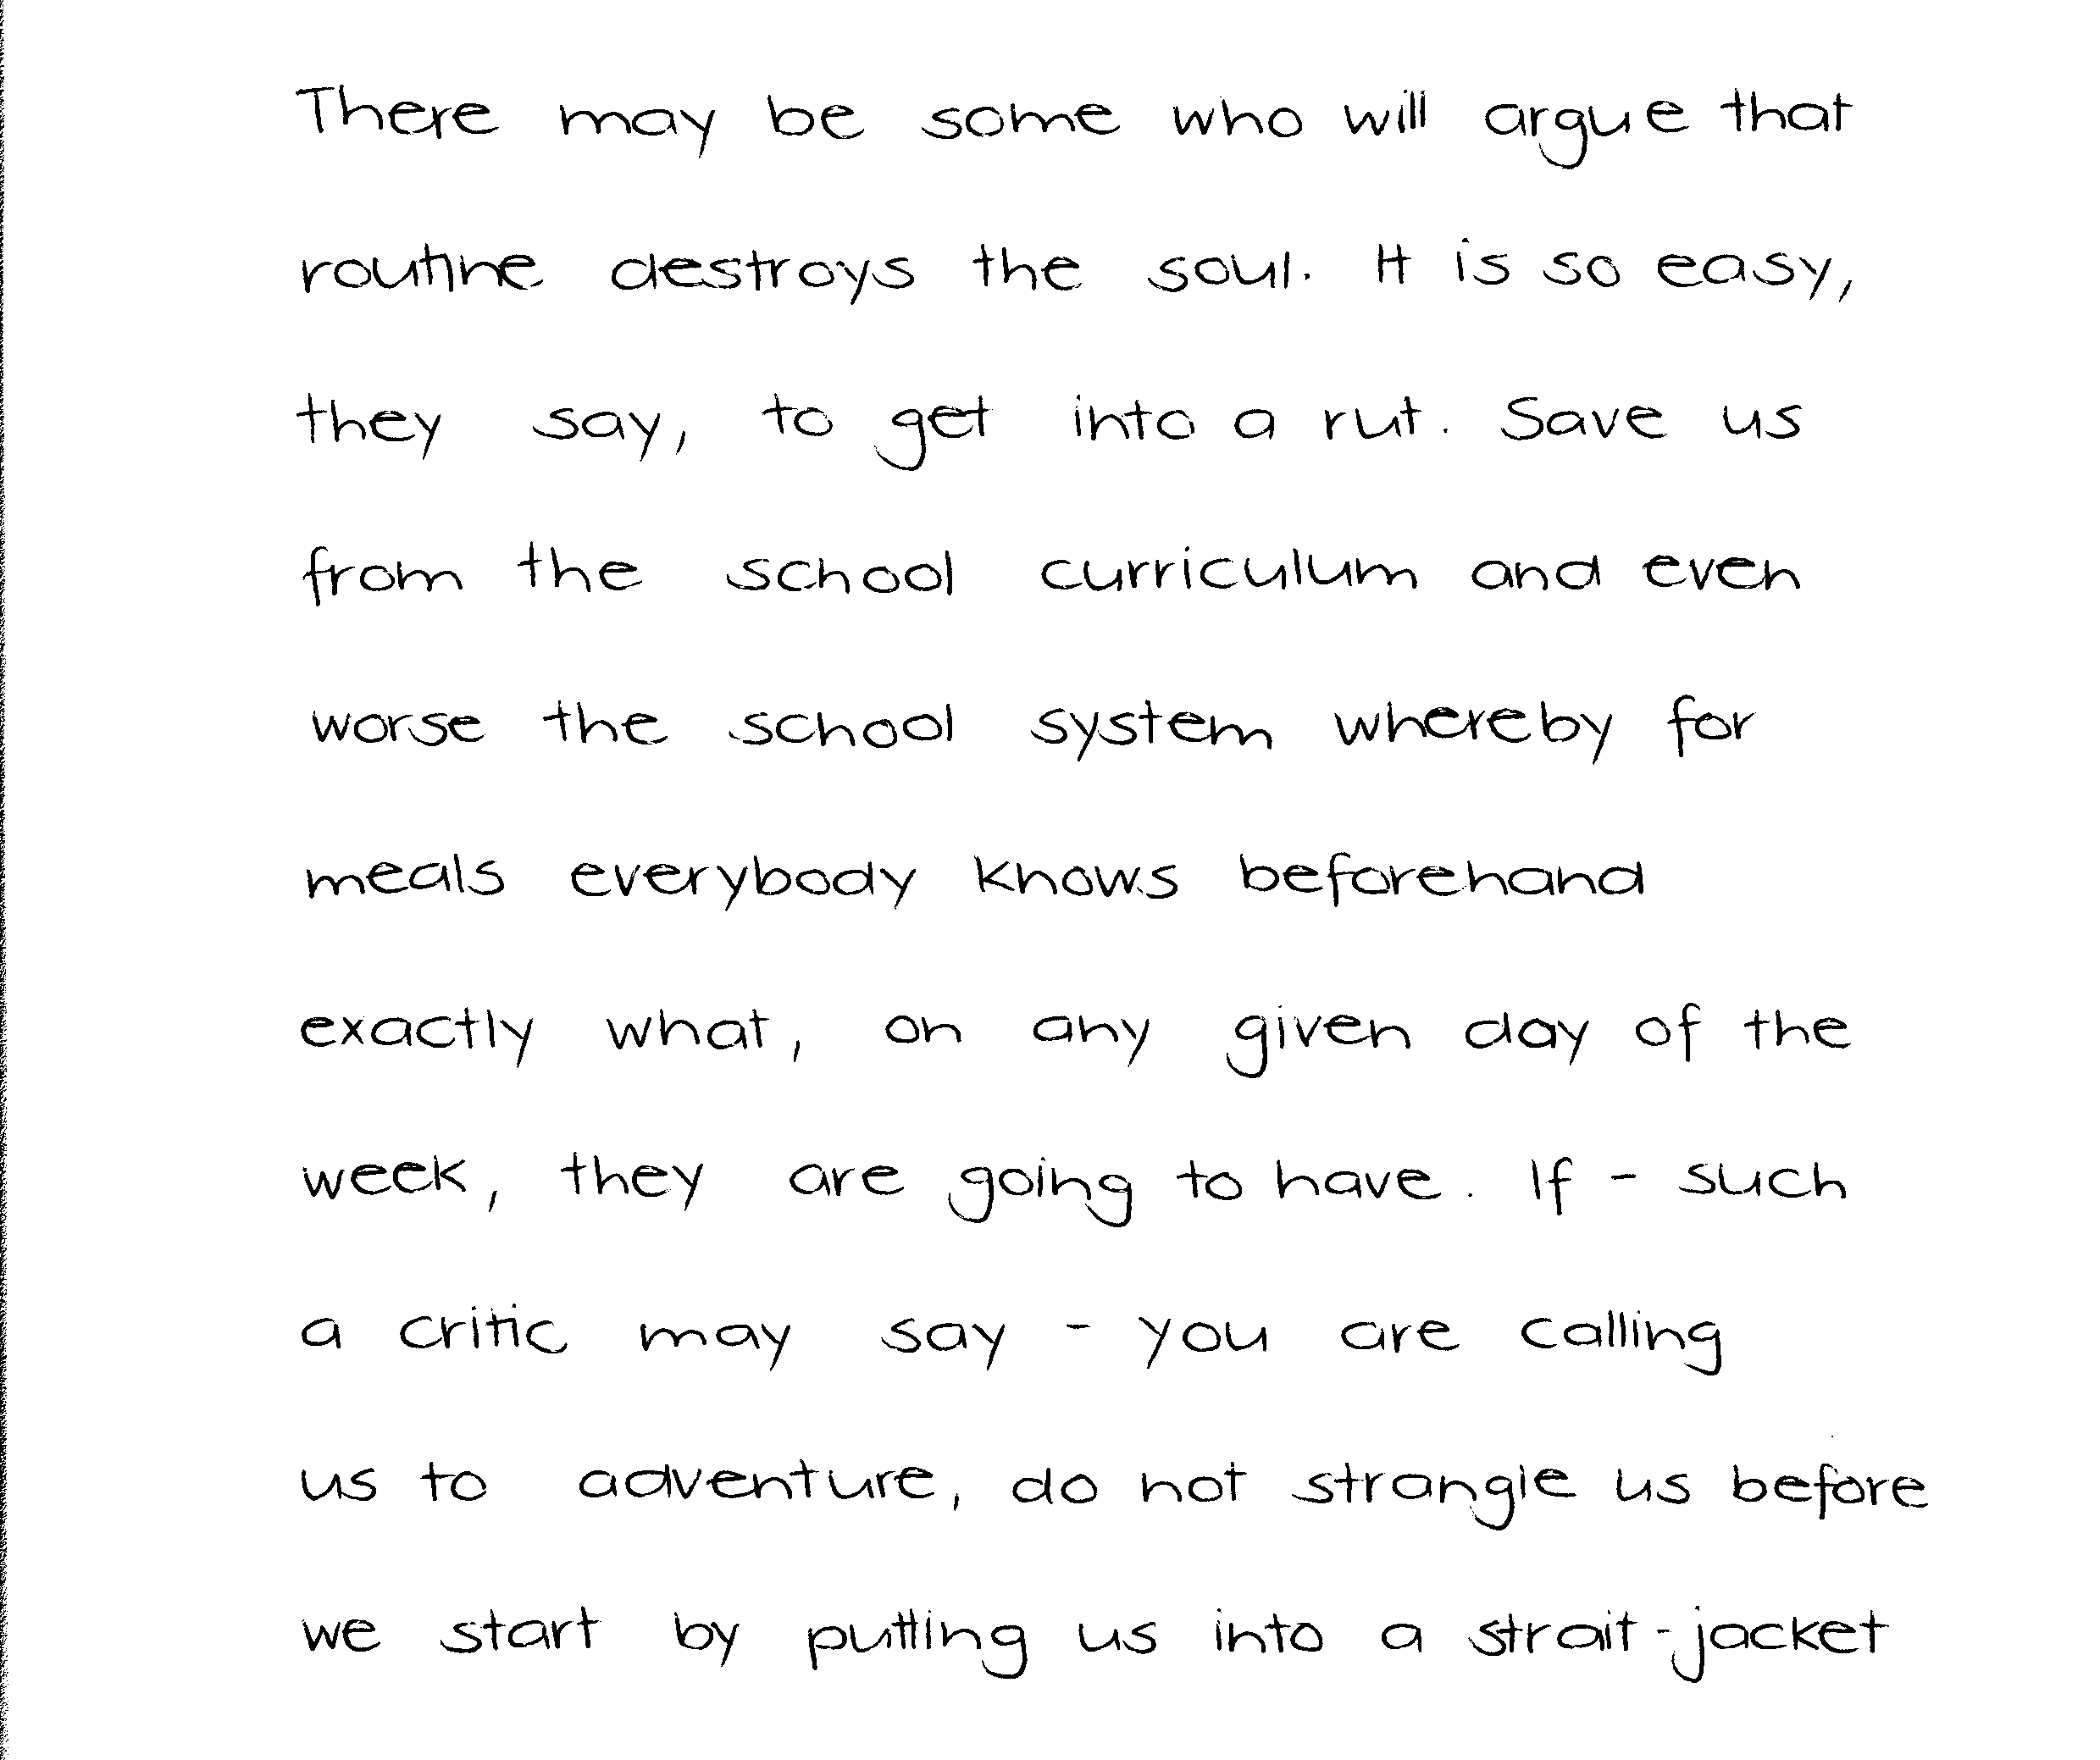 There may be some who will argue that
routine destroys the soul. It is so easy,
they say, to get into a rut. Save us
from the school curriculum and even
worse the school system whereby for
meals everybody knows beforehand
exactly what, on any given day of the
week, they are going to have. If - such
a critic may say - you are calling
us to adventure, do not strangle us before
we start by putting us into a strait-jacket